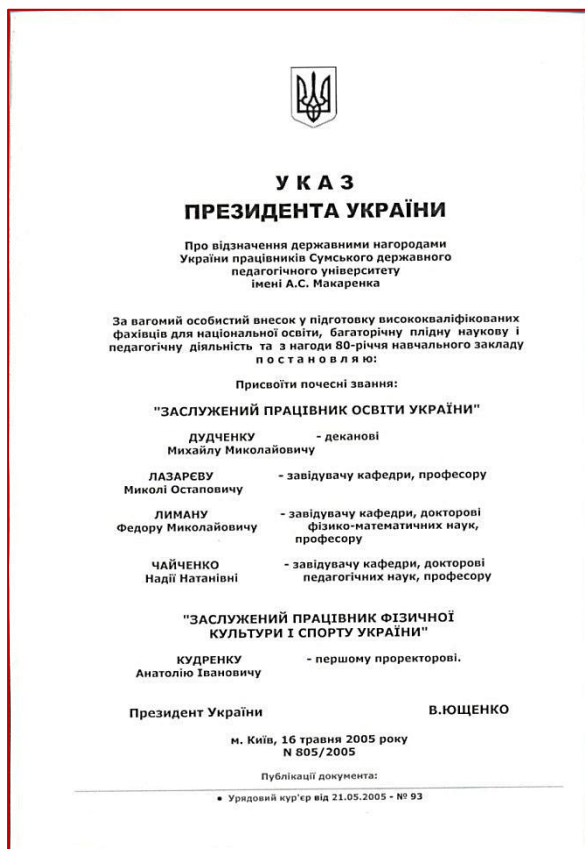 У К А З
ПРЕЗИДЕНТА УКРАЇНИ
Про відзначення державними нагородами
України працівників Сумського державного
педагогічного університету
імені А.С. Макаренка
За вагомий особистий внесок у підготовку висококваліфікованих
фахівців для національної освіти, багаторічну плідну наукову і
педагогічну діяльність та з нагоди 80-річчя навчального закладу
п о с т а н о в л я ю:
Присвоїти почесні звання:
"ЗАСЛУЖЕНИЙ ПРАЦІВНИК ОСВІТИ УКРАЇНИ"
ДУДЧЕНКУ - деканові
Михайлу Миколайовичу
ЛАЗАРЄВУ - завідувачу кафедри, професору
Миколі Остаповичу
ЛИМАНУ - завідувачу кафедри, докторові
Федору Миколайовичу фізико-математичних наук,
професору
ЧАЙЧЕНКО - завідувачу кафедри, докторові
Надії Натанівні педагогічних наук, професору
"ЗАСЛУЖЕНИЙ ПРАЦІВНИК ФІЗИЧНОЇ
КУЛЬТУРИ І СПОРТУ УКРАЇНИ"
КУДРЕНКУ - першому проректорові.
Анатолію Івановичу
Президент України В.ЮЩЕНКО
м. Київ, 16 травня 2005 року
N 805/2005
Публікації документа:
• Урядовий кур'єр від 21.05.2005 - № 93